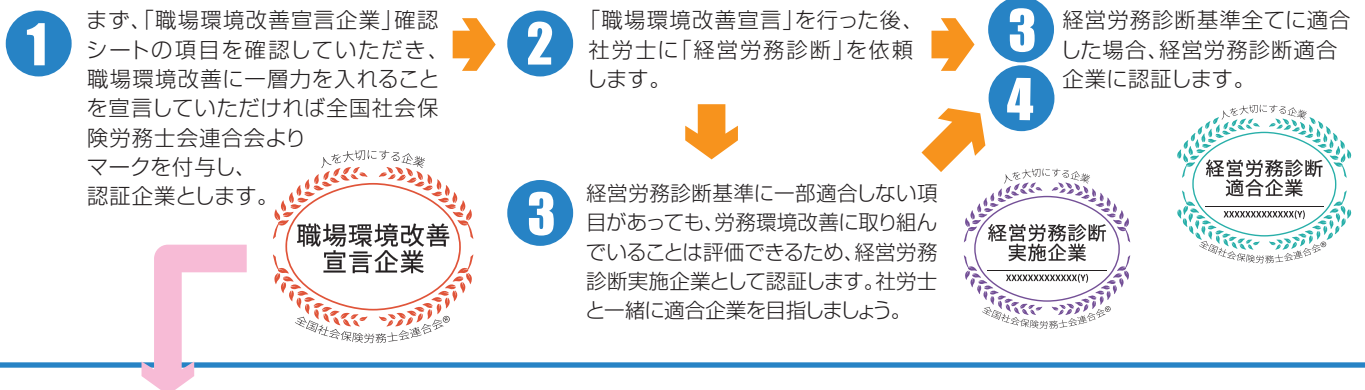 1
まず、「職場環境改善宣言企業」確認
シートの項目を確認していただき、
職場環境改善に一層力を入れること
を宣言していただければ全国社会保
険労務士会連合会より
マークを付与し、
認証企業とします。
人を大切にする企業
職場環境改善
宣言企業
全国社会保険労務士会連合会®
2
「職場環境改善宣言」を行った後、
社労士に「経営労務診断」を依頼
します。
3
経営労務診断基準に一部適合しない項
目があっても、労務環境改善に取り組ん
でいることは評価できるため、経営労務
診断実施企業として認証します。社労士
と一緒に適合企業を目指しましょう。
人を大切にする企業
経営労務診断
実施企業
XXXXXXXXXXXXX(Y)
全国社会保険労務士会連合会®
3
4
経営労務診断基準全てに適合
した場合、経営労務診断適合
企業に認証します。
人を大切にする企業
経営労務診断
適合企業
XXXXXXXXXXXXX(Y)
全国社会保険労務士会連合会®